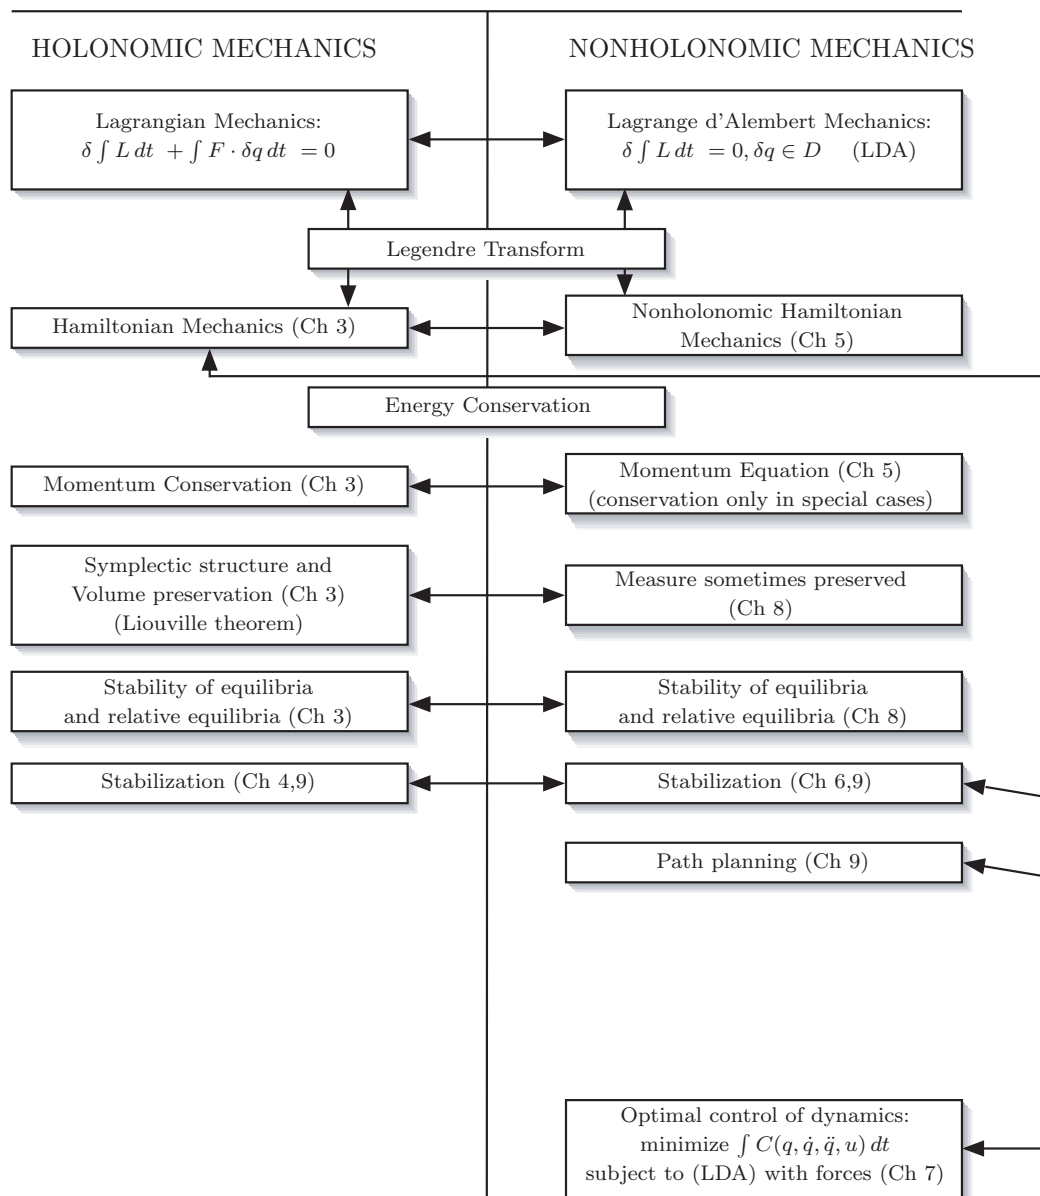 HOLONOMIC MECHANICS
NONHOLONOMIC MECHANICS
Lagrangian Mechanics:
δ ∫ L dt + ∫ F · δq dt = 0
Lagrange d'Alembert Mechanics:
δ ∫ L dt = 0, δq ∈ D (LDA)
Legendre Transform
Hamiltonian Mechanics (Ch 3)
Nonholonomic Hamiltonian
Mechanics (Ch 5)
Energy Conservation
Momentum Conservation (Ch 3)
Momentum Equation (Ch 5)
(conservation only in special cases)
Symplectic structure and
Volume preservation (Ch 3)
(Liouville theorem)
Measure sometimes preserved
(Ch 8)
Stability of equilibria
and relative equilibria (Ch 3)
Stability of equilibria
and relative equilibria (Ch 8)
Stabilization (Ch 4,9)
Stabilization (Ch 6,9)
Path planning (Ch 9)
Optimal control of dynamics:
minimize ∫ C(q, q̇, q̈, u) dt
subject to (LDA) with forces (Ch 7)